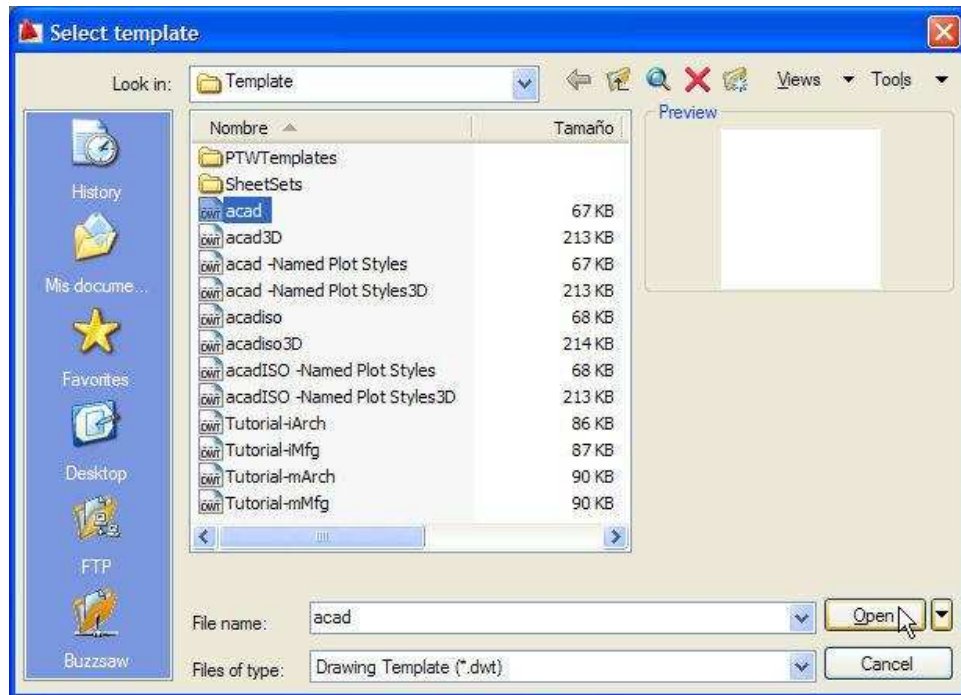 Select template
Look in: Template Views Tools
History
Mis docume...
Favorites
Desktop
FTP
Buzzsaw
Nombre Tamaño
PTWTemplates
SheetSets
acad 67 KB
acad3D 213 KB
acad -Named Plot Styles 67 KB
acad -Named Plot Styles3D 213 KB
acadiso 68 KB
acadiso3D 214 KB
acadISO -Named Plot Styles 68 KB
acadISO -Named Plot Styles3D 213 KB
Tutorial-iArch 86 KB
Tutorial-iMfg 87 KB
Tutorial-mArch 90 KB
Tutorial-mMfg 90 KB
Preview
File name: acad Open
Files of type: Drawing Template (*.dwt) Cancel